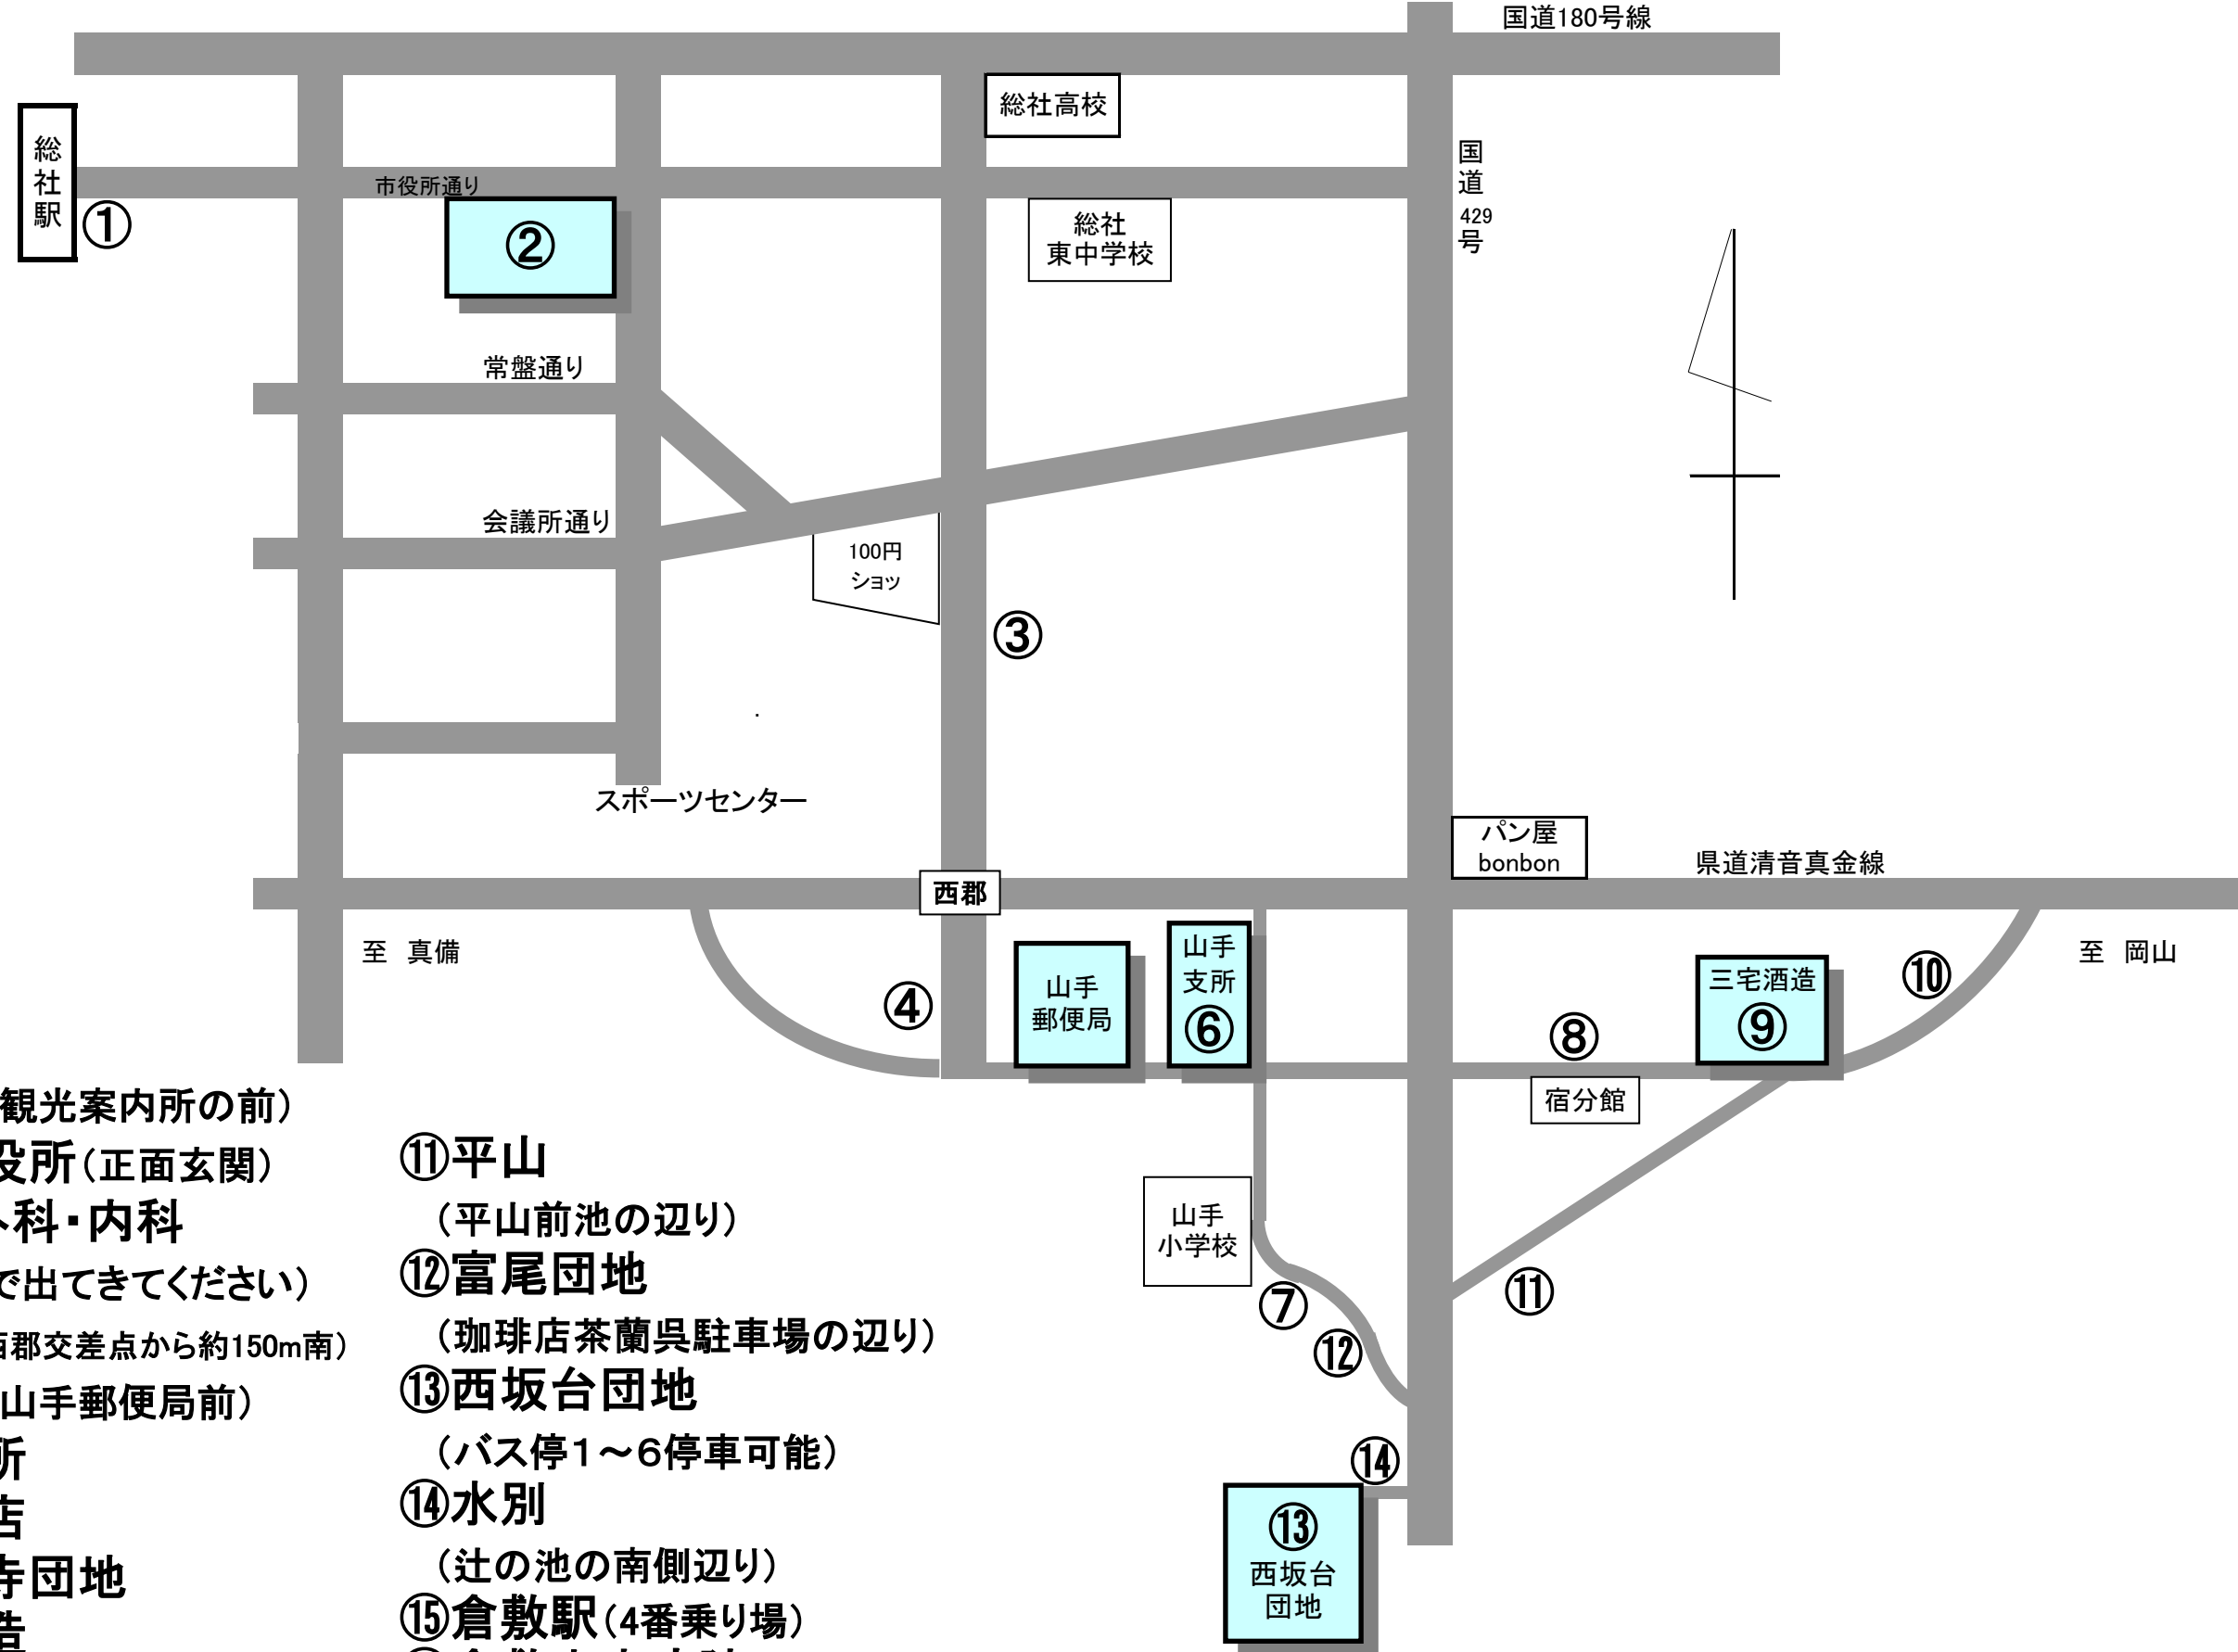 国道180号線
総社高校
総社駅
①
市役所通り
②
総社
東中学校
国道
429
号
常盤通り
会議所通り
100円
ショッ
③
スポーツセンター
パン屋
bonbon
県道清音真金線
西郡
至 真備
至 岡山
④
山手
郵便局
山手
支所
⑥
⑧
三宅酒造
⑨
⑩
宿分館
山手
小学校
⑦
⑪
⑫
⑭
⑬
西坂台
団地
観光案内所の前）
役所（正面玄関）
科・内科
で出てきてください）
西郡交差点から約150m南）
山手郵便局前）
所
店
寺団地
造
⑪平山
（平山前池の辺り）
⑫富尾団地
（珈琲店茶蘭呉駐車場の辺り）
⑬西坂台団地
（バス停１～６停車可能）
⑭水別
（辻の池の南側辺り）
⑮倉敷駅（4番乗り場）